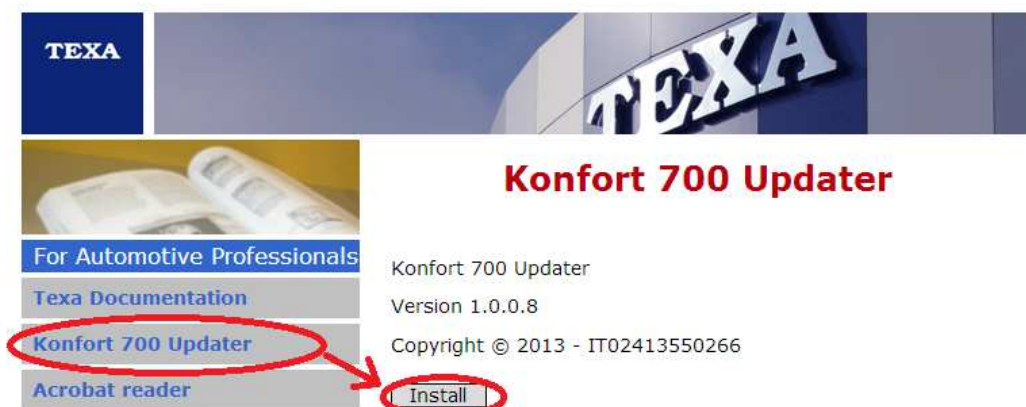 TEXA
TEXA
For Automotive Professionals
Texa Documentation
Konfort 700 Updater
Acrobat reader
Konfort 700 Updater
Konfort 700 Updater
Version 1.0.0.8
Copyright © 2013 - IT02413550266
Install